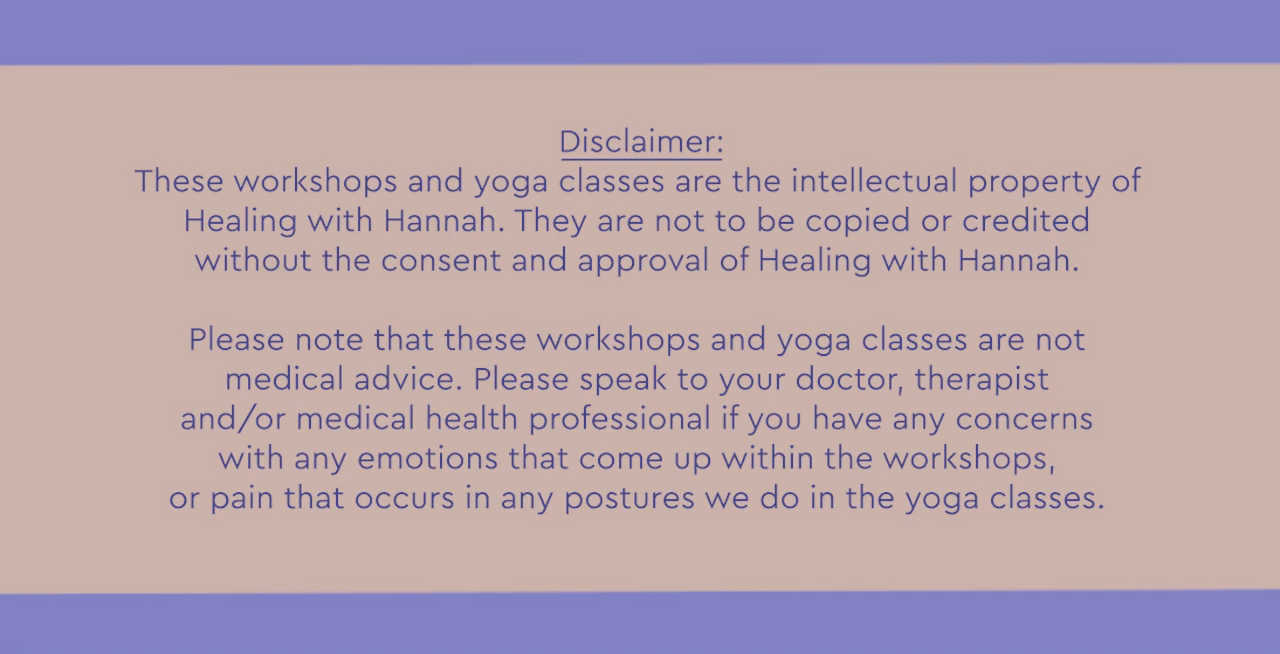 Disclaimer:
These workshops and yoga classes are the intellectual property of
Healing with Hannah. They are not to be copied or credited
without the consent and approval of Healing with Hannah.
Please note that these workshops and yoga classes are not
medical advice. Please speak to your doctor, therapist
and/or medical health professional if you have any concerns
with any emotions that come up within the workshops,
or pain that occurs in any postures we do in the yoga classes.